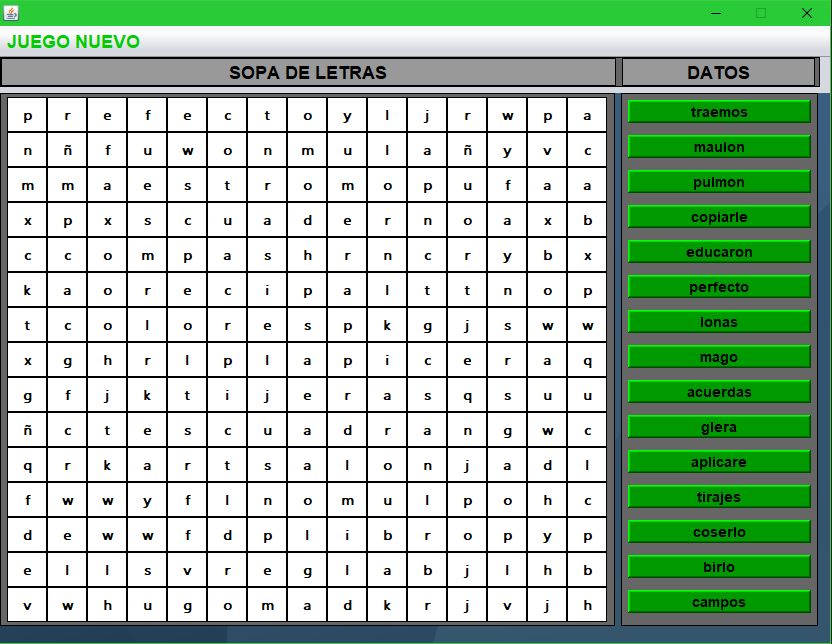 JUEGO NUEVO
SOPA DE LETRAS
DATOS
p r e f e c t o y l j r w p a
n ñ f u w o n m u l a ñ y v c
m m a e s t r o m o p u f a a
x p x s c u a d e r n o a x b
c c o m p a s h r n c r y b x
k a o r e c i p a l t t n o p
t c o l o r e s p k g j s w w
x g h r l p l a p i c e r a q
g f j k t i j e r a s q s u u
ñ c t e s c u a d r a n g w c
q r k a r t s a l o n j a d l
f w w y f l n o m u l p o h c
d e w w f d p l i b r o p y p
e l l s v r e g l a b j l h b
v w h u g o m a d k r j v j h
traemos
maulon
pulmon
copiarle
educaron
perfecto
lonas
mago
acuerdas
glera
aplicare
tirajes
coserlo
birlo
campos